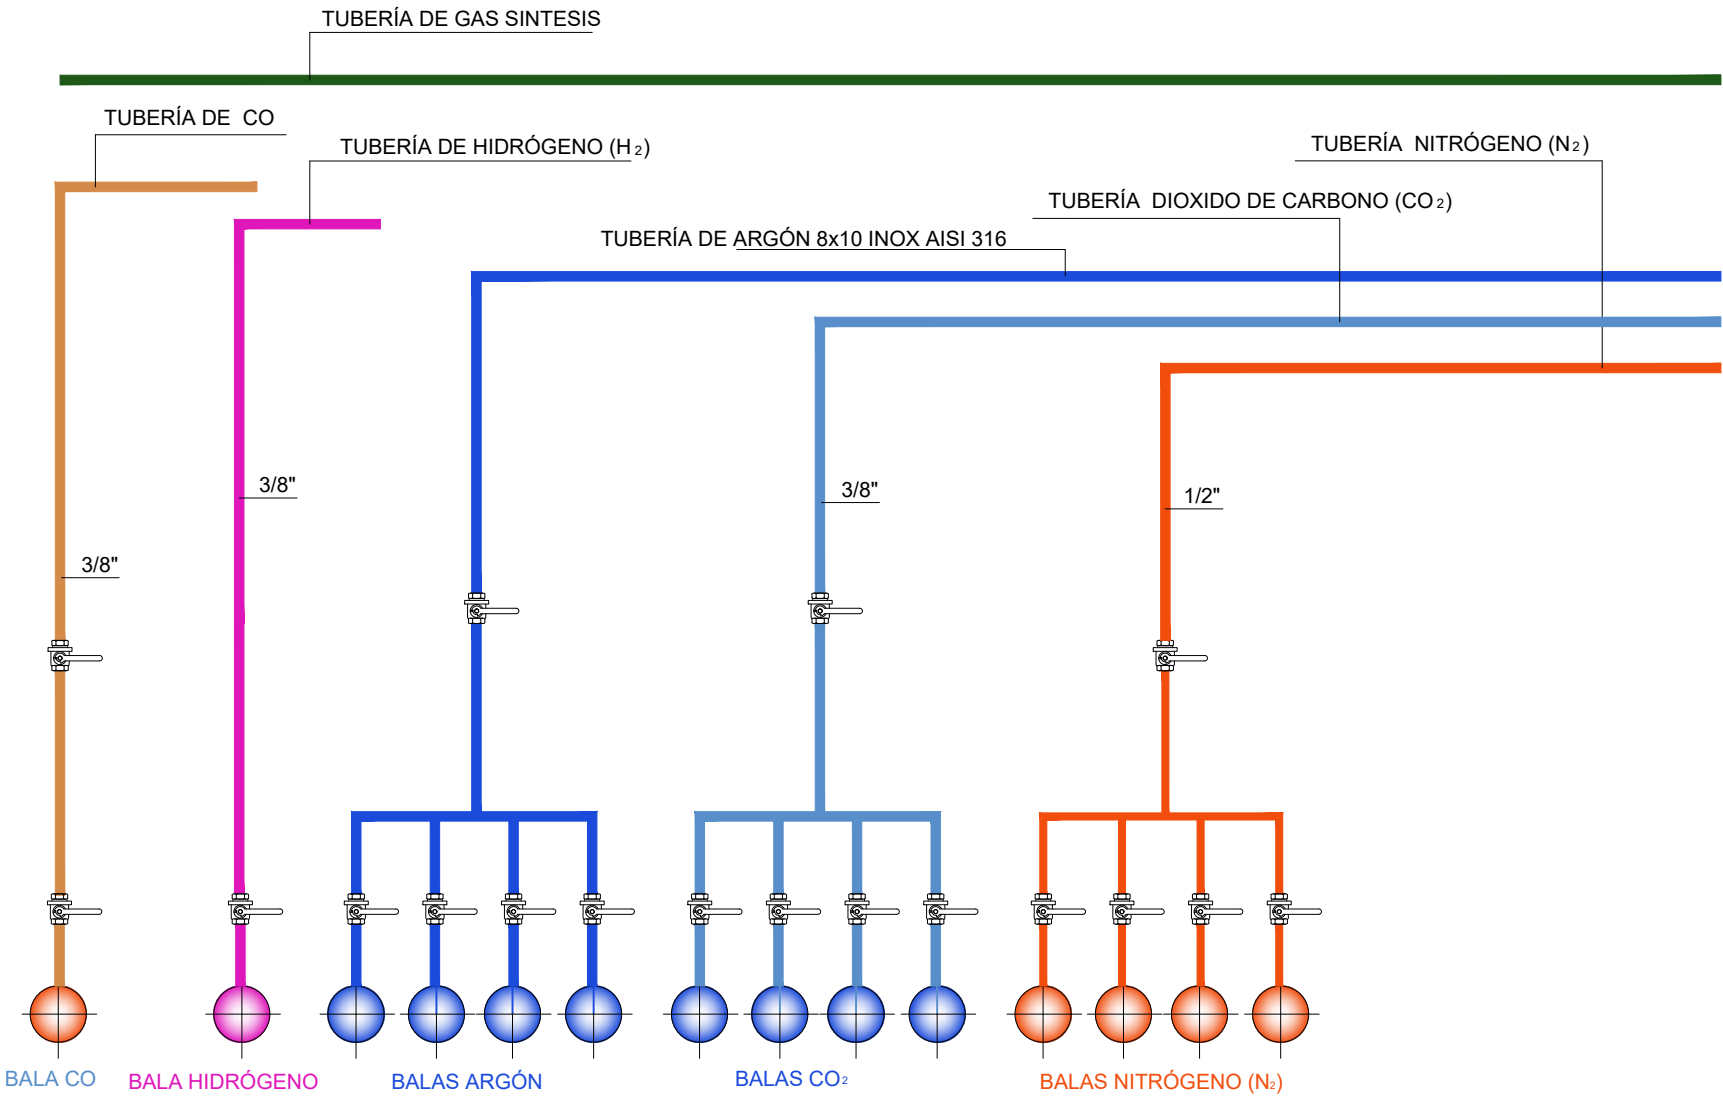 TUBERÍA DE GAS SINTESIS
TUBERÍA DE  CO
TUBERÍA DE HIDRÓGENO (H₂)
TUBERÍA  NITRÓGENO (N₂)
TUBERÍA  DIOXIDO DE CARBONO (CO₂)
TUBERÍA DE ARGÓN 8x10 INOX AISI 316
3/8"
3/8"
1/2"
3/8"
BALA CO
BALA HIDRÓGENO
BALAS ARGÓN
BALAS CO₂
BALAS NITRÓGENO (N₂)